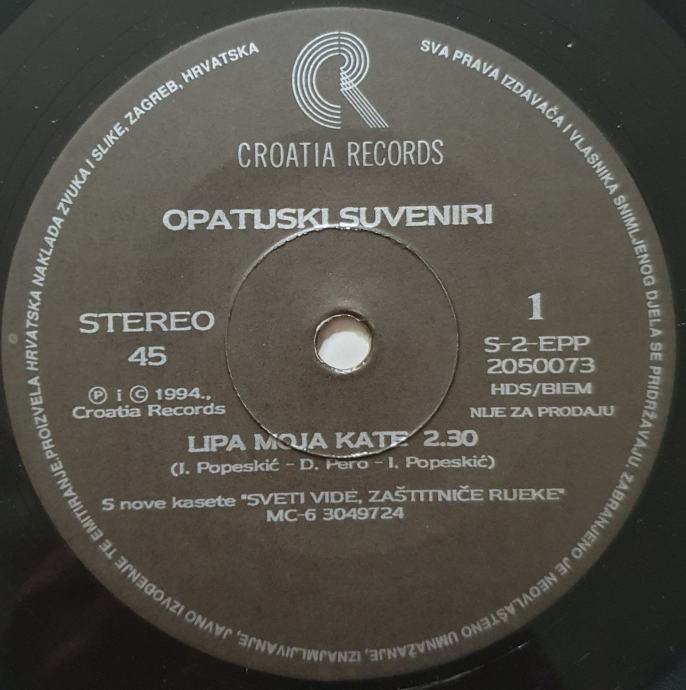 CROATIA RECORDS
OPATIJSKI SUVENIRI
STEREO
45
℗ i © 1994.,
Croatia Records
1
S-2-EPP
2050073
HDS/BIEM
NIJE ZA PRODAJU
LIPA MOJA KATE 2.30
(I. Popeskić - D. Pero - I. Popeskić)
S nove kasete "SVETI VIDE, ZAŠTITNIČE RIJEKE"
MC-6 3049724
PROIZVELA HRVATSKA NAKLADA ZVUKA I SLIKE, ZAGREB, HRVATSKA
SVA PRAVA IZDAVAČA I VLASNIKA SNIMLJENOG DJELA SE PRIDRŽAVAJU. ZABRANJENO JE NEOVLAŠTENO UMNAŽANJE, IZNAJMLJIVANJE, JAVNO IZVOĐENJE TE EMITIRANJE.